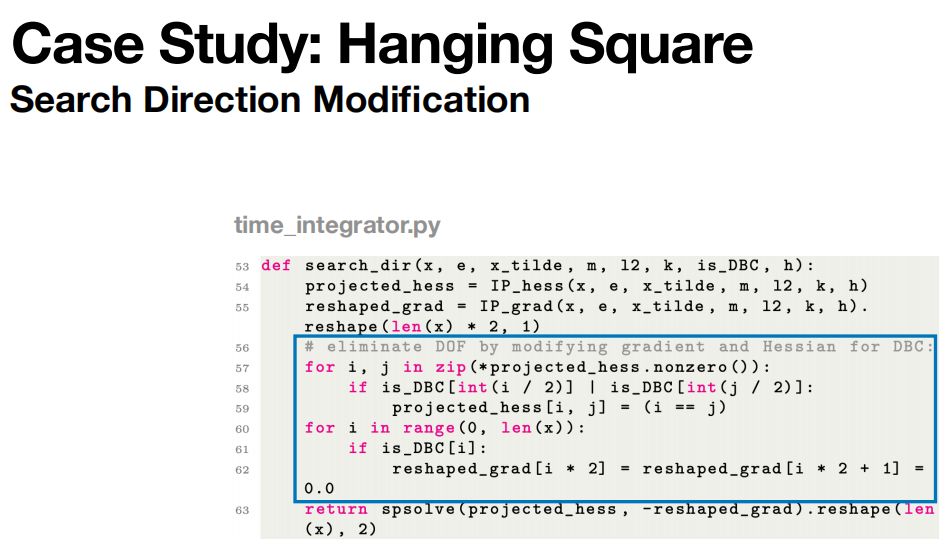 Case Study: Hanging Square
Search Direction Modification
time_integrator.py
53 def search_dir(x, e, x_tilde, m, l2, k, is_DBC, h):
54 projected_hess = IP_hess(x, e, x_tilde, m, l2, k, h)
55 reshaped_grad = IP_grad(x, e, x_tilde, m, l2, k, h).
reshape(len(x) * 2, 1)
56 # eliminate DOF by modifying gradient and Hessian for DBC:
57 for i, j in zip(*projected_hess.nonzero()):
58 if is_DBC[int(i / 2)] | is_DBC[int(j / 2)]:
59 projected_hess[i, j] = (i == j)
60 for i in range(0, len(x)):
61 if is_DBC[i]:
62 reshaped_grad[i * 2] = reshaped_grad[i * 2 + 1] =
0.0
63 return spsolve(projected_hess, -reshaped_grad).reshape(len
(x), 2)